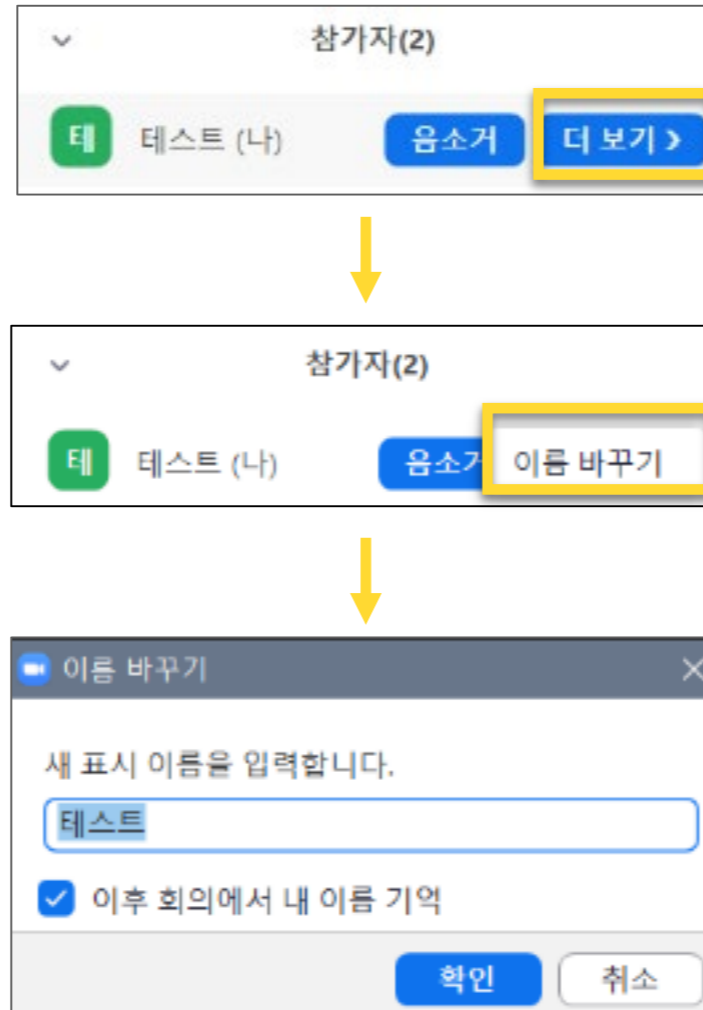 참가자(2)
테 테스트 (나) 음소거 더 보기 >
참가자(2)
테 테스트 (나) 음소거 이름 바꾸기
이름 바꾸기
새 표시 이름을 입력합니다.
테스트
이후 회의에서 내 이름 기억
확인 취소